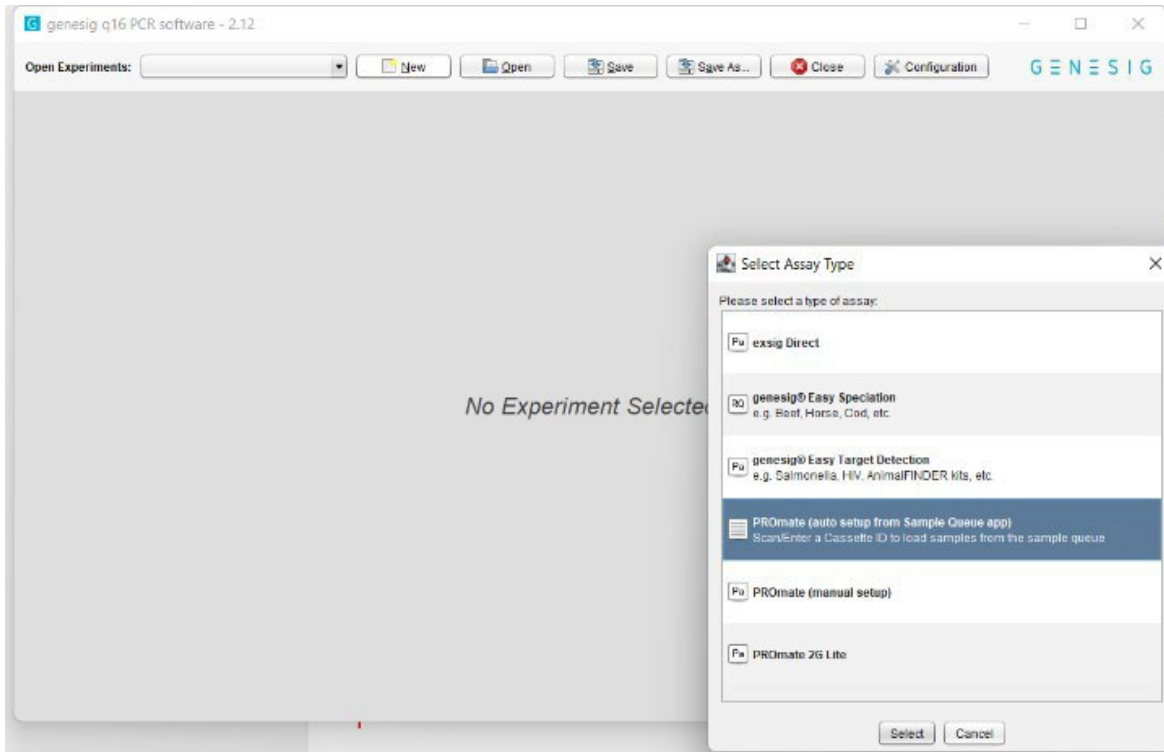 genesig q16 PCR software - 2.12
Open Experiments:
New
Open
Save
Save As...
Close
Configuration
GENESIG
No Experiment Selected
Select Assay Type
Please select a type of assay:
exsig Direct
RQ
genesig® Easy Speciation
e.g. Beef, Horse, Cod, etc.
genesig® Easy Target Detection
e.g. Salmonella, HIV, AnimalFINDER kits, etc.
PROmate (auto setup from Sample Queue app)
Scan/Enter a Cassette ID to load samples from the sample queue
PROmate (manual setup)
PROmate 2G Lite
Select
Cancel